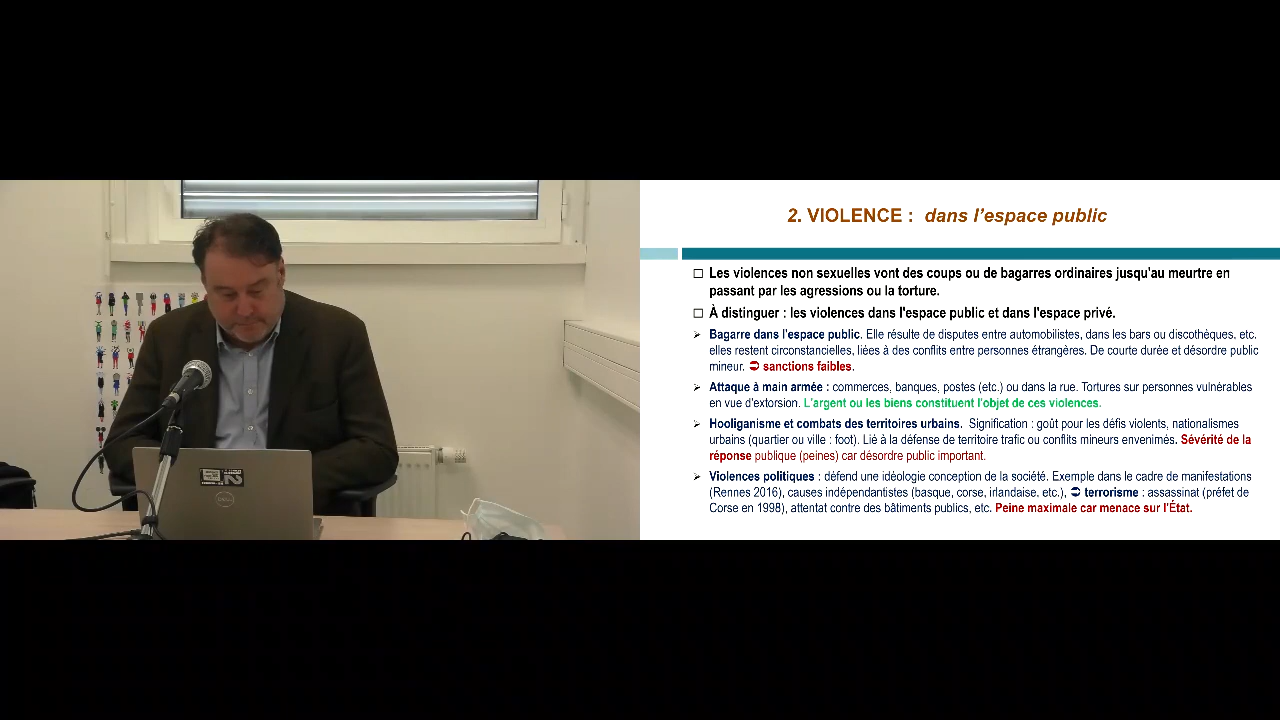 2. VIOLENCE : dans l'espace public
Les violences non sexuelles vont des coups ou de bagarres ordinaires jusqu'au meurtre en
passant par les agressions ou la torture.
À distinguer : les violences dans l'espace public et dans l'espace privé.
Bagarre dans l'espace public. Elle résulte de disputes entre automobilistes, dans les bars ou discothèques. etc.
elles restent circonstancielles, liées à des conflits entre personnes étrangères. De courte durée et désordre public
mineur. ➲ sanctions faibles.
Attaque à main armée : commerces, banques, postes (etc.) ou dans la rue. Tortures sur personnes vulnérables
en vue d'extorsion. L'argent ou les biens constituent l'objet de ces violences.
Hooliganisme et combats des territoires urbains. Signification : goût pour les défis violents, nationalismes
urbains (quartier ou ville : foot). Lié à la défense de territoire trafic ou conflits mineurs envenimés. Sévérité de la
réponse publique (peines) car désordre public important.
Violences politiques : défend une idéologie conception de la société. Exemple dans le cadre de manifestations
(Rennes 2016), causes indépendantistes (basque, corse, irlandaise, etc.), ➲ terrorisme : assassinat (préfet de
Corse en 1998), attentat contre des bâtiments publics, etc. Peine maximale car menace sur l'État.
DELL